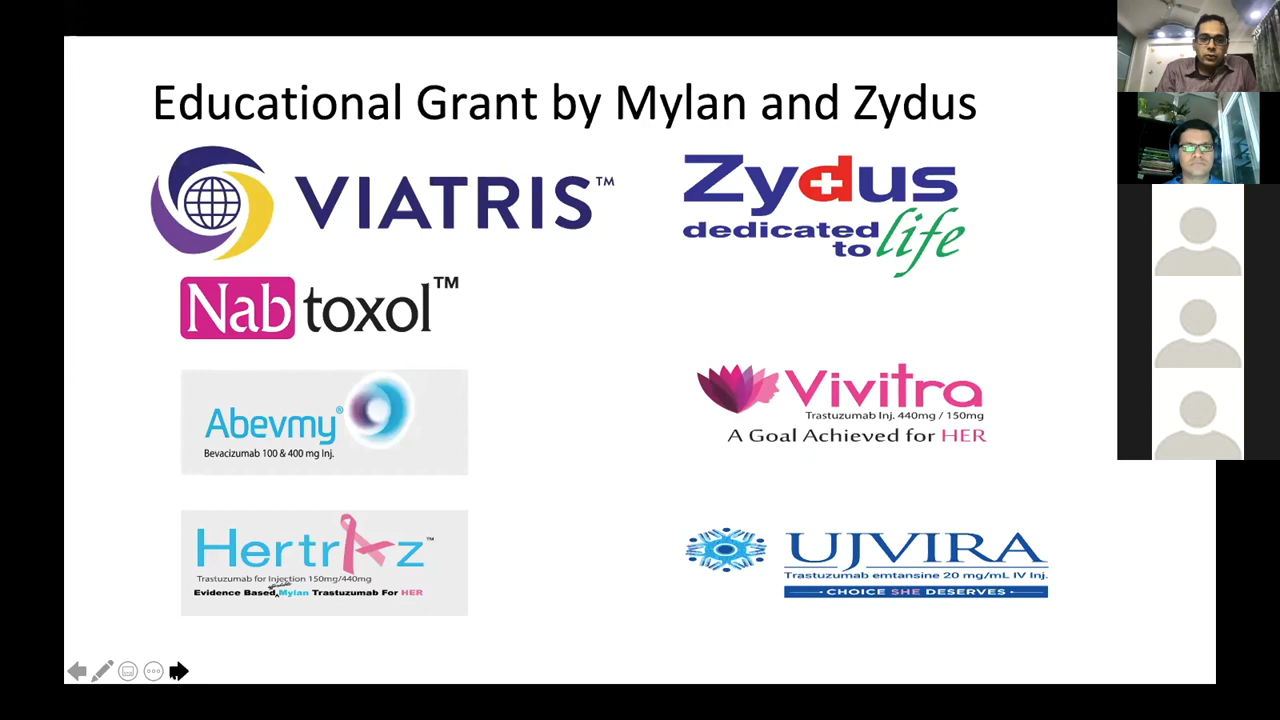 Educational Grant by Mylan and Zydus
VIATRIS™
Zydus
dedicated
to life
Nab toxol™
Abevmy®
Bevacizumab 100 & 400 mg Inj.
Vivitra
Trastuzumab Inj. 440mg / 150mg
A Goal Achieved for HER
Hertraz™
Trastuzumab for Injection 150mg/440mg
Evidence Based Mylan Trastuzumab For HER
UJVIRA
Trastuzumab emtansine 20 mg/mL IV Inj.
CHOICE SHE DESERVES